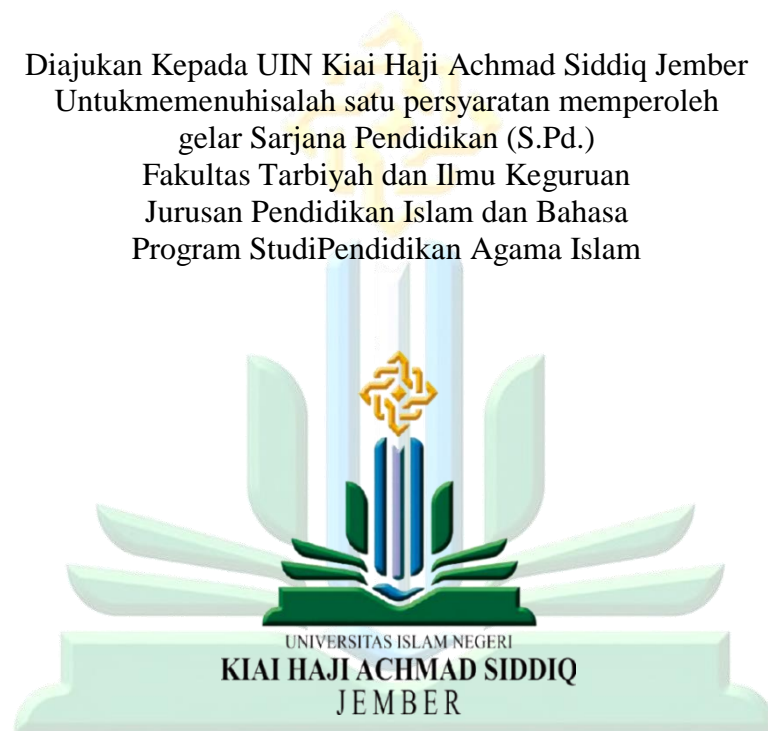 Diajukan Kepada UIN Kiai Haji Achmad Siddiq Jember
Untukmemenuhisalah satu persyaratan memperoleh
gelar Sarjana Pendidikan (S.Pd.)
Fakultas Tarbiyah dan Ilmu Keguruan
Jurusan Pendidikan Islam dan Bahasa
Program StudiPendidikan Agama Islam
UNIVERSITAS ISLAM NEGERI
KIAI HAJI ACHMAD SIDDIQ
JEMBER